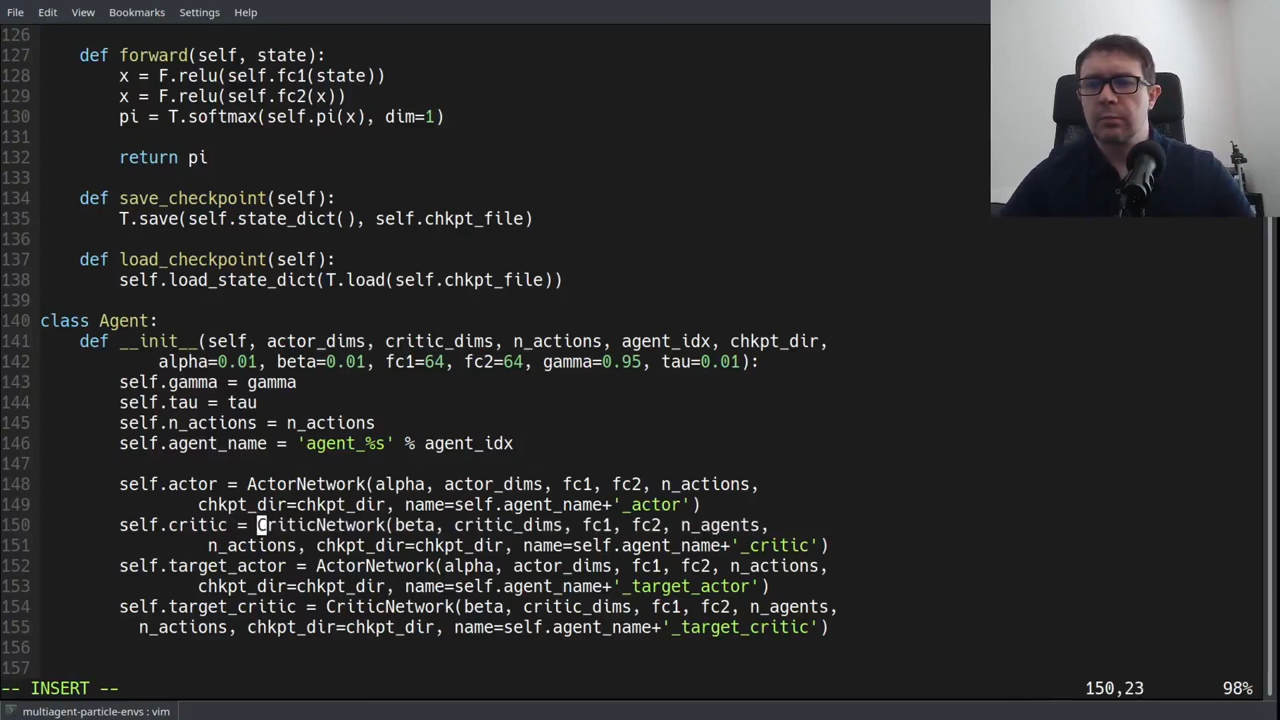 File Edit View Bookmarks Settings Help
126
127 def forward(self, state):
128 x = F.relu(self.fc1(state))
129 x = F.relu(self.fc2(x))
130 pi = T.softmax(self.pi(x), dim=1)
131
132 return pi
133
134 def save_checkpoint(self):
135 T.save(self.state_dict(), self.chkpt_file)
136
137 def load_checkpoint(self):
138 self.load_state_dict(T.load(self.chkpt_file))
139
140 class Agent:
141 def __init__(self, actor_dims, critic_dims, n_actions, agent_idx, chkpt_dir,
142 alpha=0.01, beta=0.01, fc1=64, fc2=64, gamma=0.95, tau=0.01):
143 self.gamma = gamma
144 self.tau = tau
145 self.n_actions = n_actions
146 self.agent_name = 'agent_%s' % agent_idx
147
148 self.actor = ActorNetwork(alpha, actor_dims, fc1, fc2, n_actions,
149 chkpt_dir=chkpt_dir, name=self.agent_name+'_actor')
150 self.critic = CriticNetwork(beta, critic_dims, fc1, fc2, n_agents,
151 n_actions, chkpt_dir=chkpt_dir, name=self.agent_name+'_critic')
152 self.target_actor = ActorNetwork(alpha, actor_dims, fc1, fc2, n_actions,
153 chkpt_dir=chkpt_dir, name=self.agent_name+'_target_actor')
154 self.target_critic = CriticNetwork(beta, critic_dims, fc1, fc2, n_agents,
155 n_actions, chkpt_dir=chkpt_dir, name=self.agent_name+'_target_critic')
156
157
-- INSERT -- 150,23 98%
multiagent-particle-envs : vim